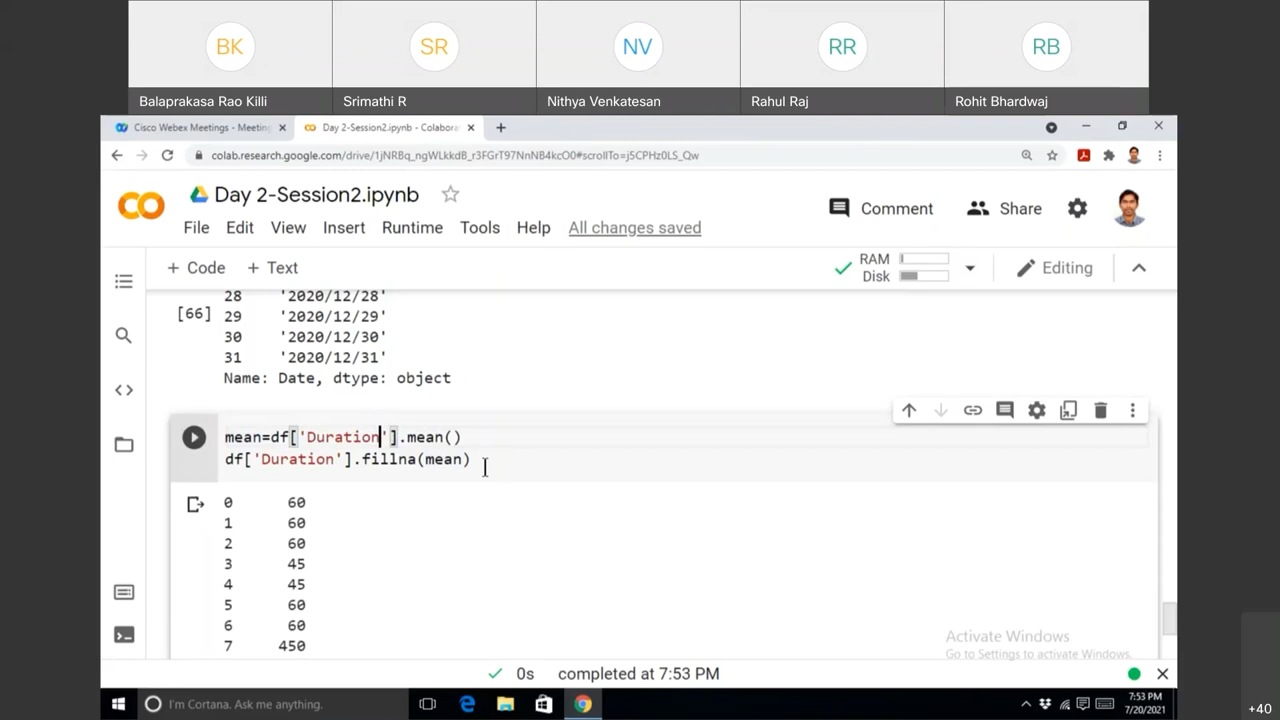 BK
SR
NV
RR
RB
Balaprakasa Rao Killi
Srimathi R
Nithya Venkatesan
Rahul Raj
Rohit Bhardwaj
Cisco Webex Meetings - Meeting
Day 2-Session2.ipynb - Colabora
colab.research.google.com/drive/1jNRBq_ngWLkkdB_r3FGrT97NnNB4kcO0#scrollTo=j5CPHz0LS_Qw
Day 2-Session2.ipynb
Comment
Share
File Edit View Insert Runtime Tools Help All changes saved
+ Code + Text
RAM
Disk
Editing
28 '2020/12/28'
[66] 29 '2020/12/29'
30 '2020/12/30'
31 '2020/12/31'
Name: Date, dtype: object
mean=df['Duration'].mean()
df['Duration'].fillna(mean)
0 60
1 60
2 60
3 45
4 45
5 60
6 60
7 450
Activate Windows
Go to Settings to activate Windows.
0s completed at 7:53 PM
I'm Cortana. Ask me anything.
7:53 PM
7/20/2021
+40